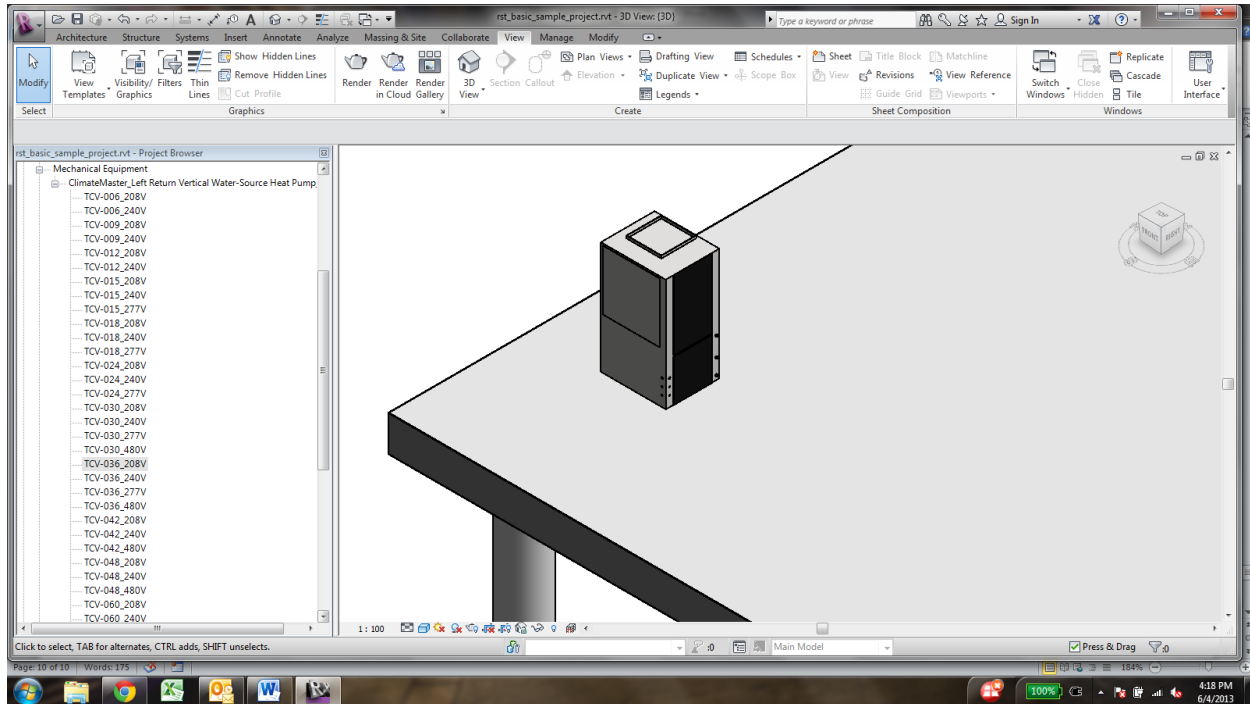 rst_basic_sample_project.rvt - 3D View: {3D}
Type a keyword or phrase
Sign In
Architecture Structure Systems Insert Annotate Analyze Massing & Site Collaborate View Manage Modify
Modify
View Templates
Visibility/ Graphics
Filters
Thin Lines
Show Hidden Lines
Remove Hidden Lines
Cut Profile
Render
Render in Cloud
Render Gallery
3D View
Section
Callout
Plan Views
Elevation
Drafting View
Duplicate View
Legends
Schedules
Scope Box
Sheet
View
Title Block
Revisions
Guide Grid
Matchline
View Reference
Viewports
Switch Windows
Close Hidden
Replicate
Cascade
Tile
User Interface
Select Graphics Create Sheet Composition Windows
rst_basic_sample_project.rvt - Project Browser
Mechanical Equipment
ClimateMaster_Left Return Vertical Water-Source Heat Pump_
TCV-006_208V
TCV-006_240V
TCV-009_208V
TCV-009_240V
TCV-012_208V
TCV-012_240V
TCV-015_208V
TCV-015_240V
TCV-015_277V
TCV-018_208V
TCV-018_240V
TCV-018_277V
TCV-024_208V
TCV-024_240V
TCV-024_277V
TCV-030_208V
TCV-030_240V
TCV-030_277V
TCV-030_480V
TCV-036_208V
TCV-036_240V
TCV-036_277V
TCV-036_480V
TCV-042_208V
TCV-042_240V
TCV-042_480V
TCV-048_208V
TCV-048_240V
TCV-048_480V
TCV-060_208V
TCV-060_240V
TOP
FRONT
RIGHT
1 : 100
Click to select, TAB for alternates, CTRL adds, SHIFT unselects.
:0
Main Model
Press & Drag
:0
Page: 10 of 10
Words: 175
184%
100%
4:18 PM
6/4/2013